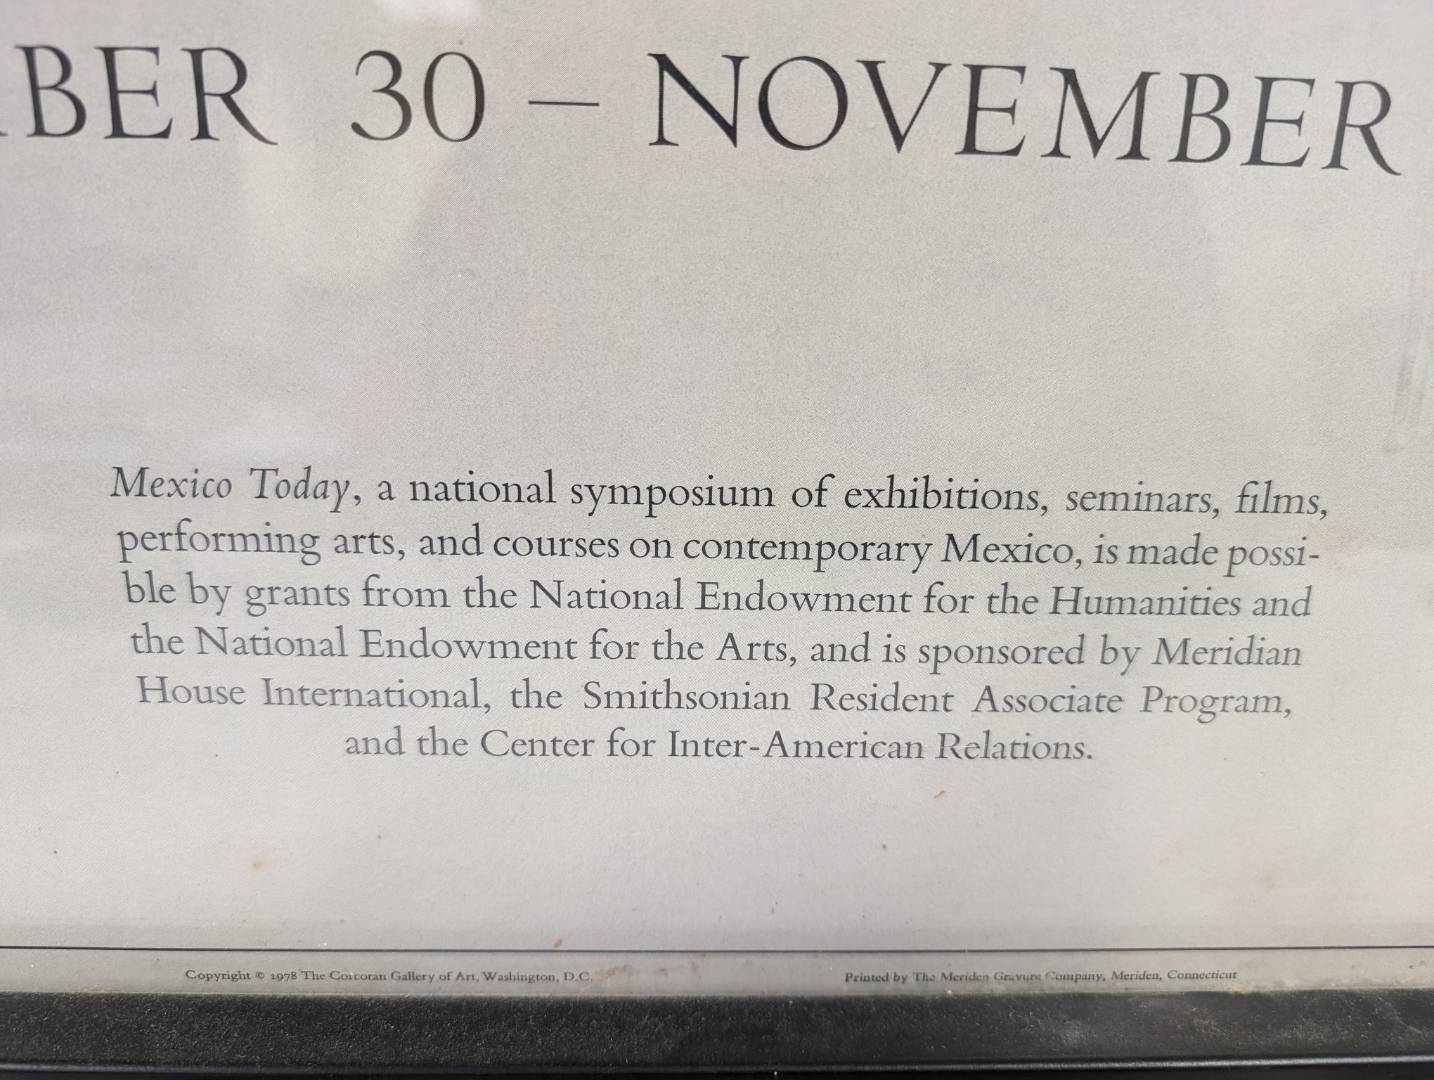 BER 30 – NOVEMBER
Mexico Today, a national symposium of exhibitions, seminars, films,
performing arts, and courses on contemporary Mexico, is made possi-
ble by grants from the National Endowment for the Humanities and
the National Endowment for the Arts, and is sponsored by Meridian
House International, the Smithsonian Resident Associate Program,
and the Center for Inter-American Relations.
Copyright © 1978 The Corcoran Gallery of Art, Washington, D.C.
Printed by The Meriden Gravure Company, Meriden, Connecticut